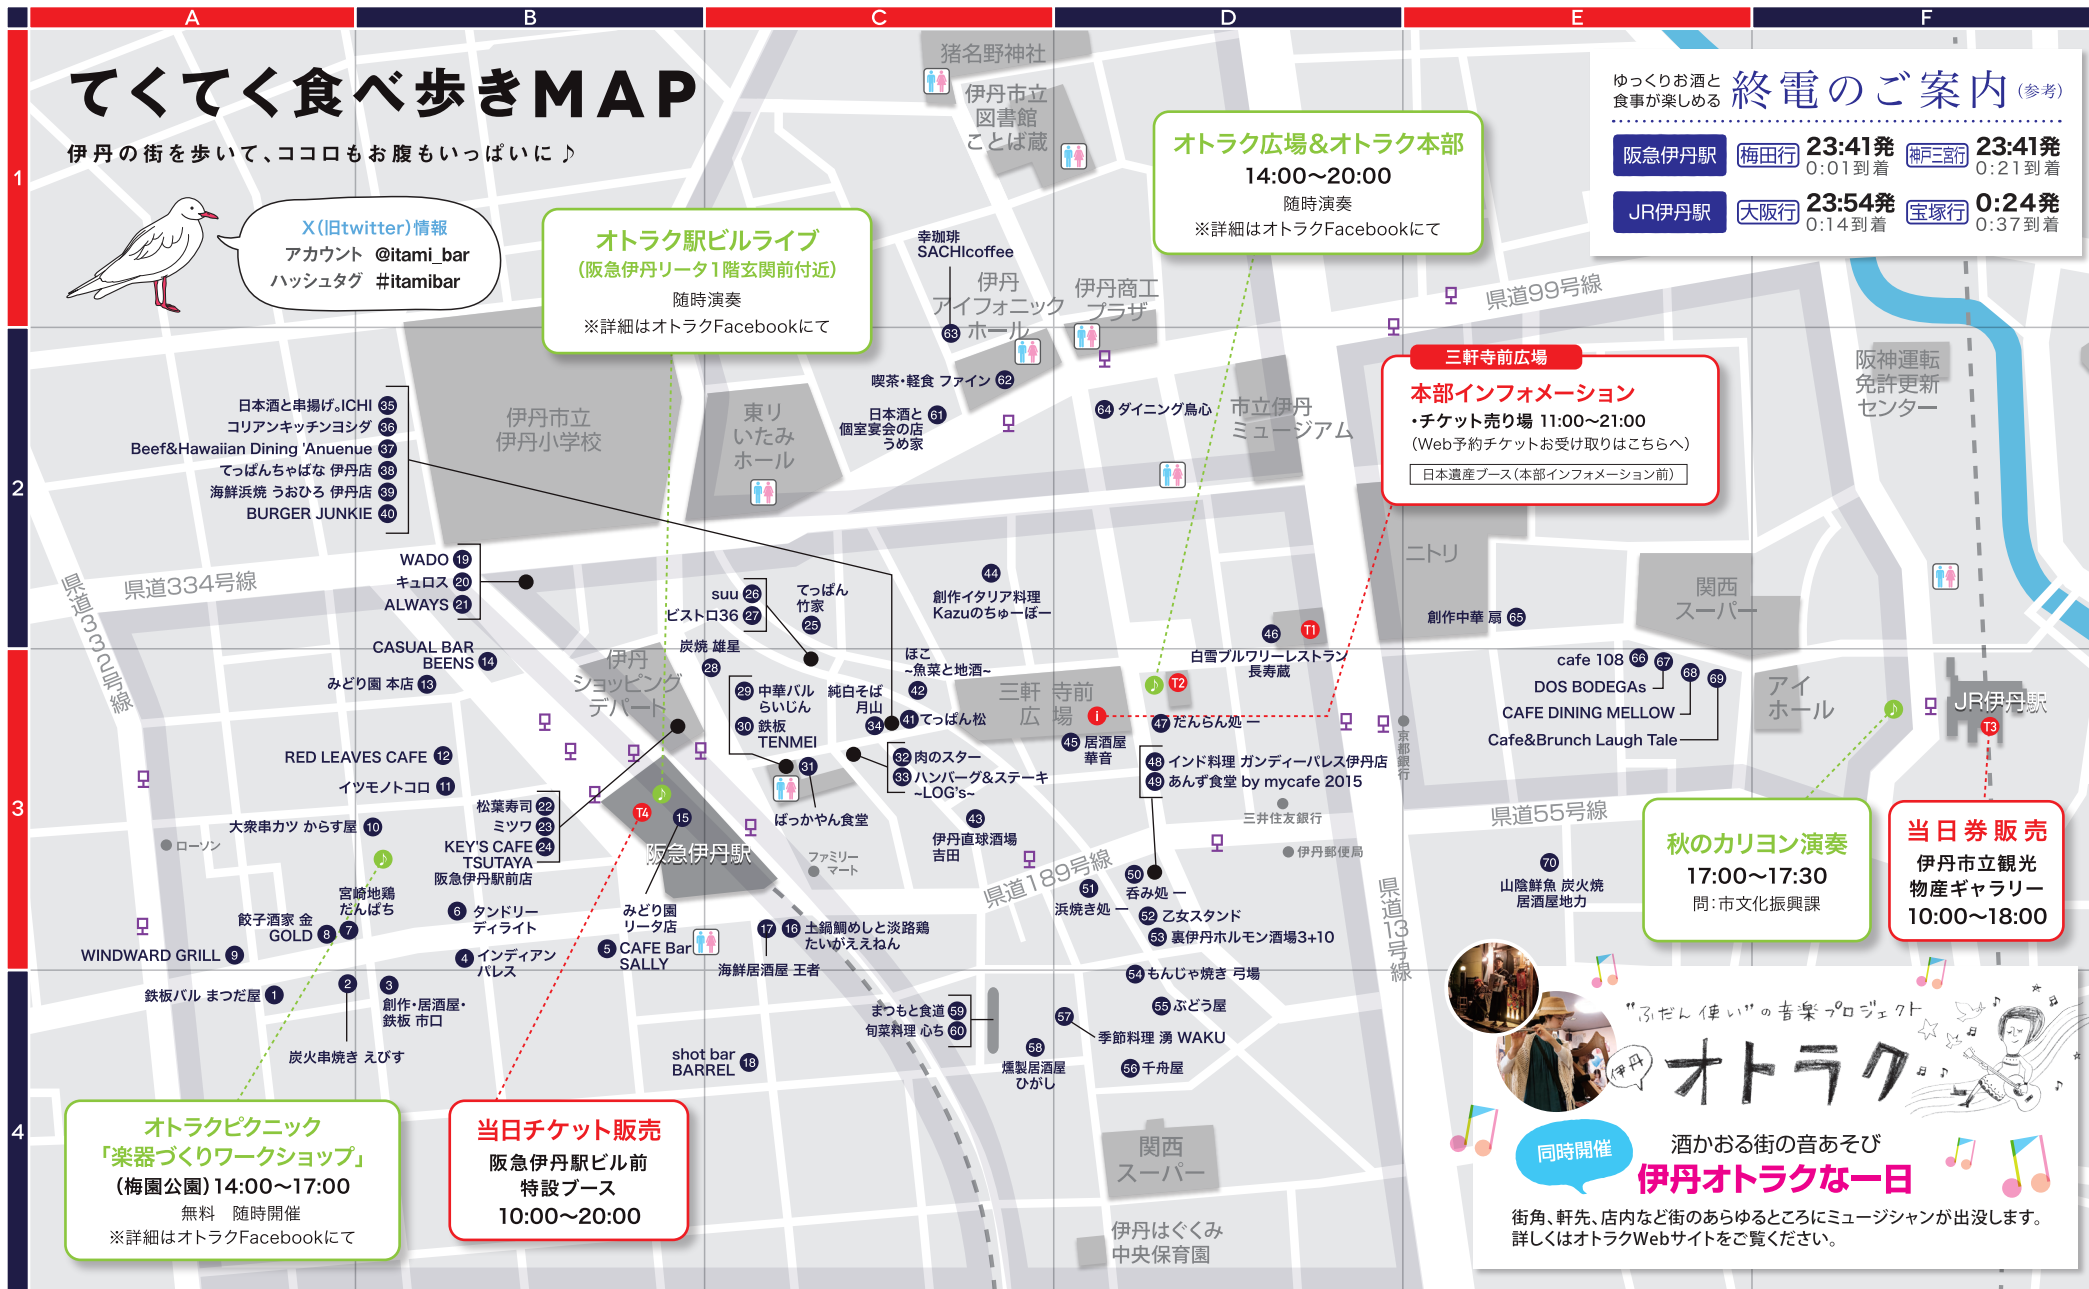 A
B
C
D
E
F
1
2
3
4
てくてく食べ歩きMAP
伊丹の街を歩いて、ココロもお腹もいっぱいに♪
X(旧twitter)情報
アカウント @itami_bar
ハッシュタグ #itamibar
ゆっくりお酒と
食事が楽しめる
終電のご案内(参考)
阪急伊丹駅 梅田行 23:41発 神戸三宮行 23:41発
0:01到着 0:21到着
JR伊丹駅 大阪行 23:54発 宝塚行 0:24発
0:14到着 0:37到着
猪名野神社
伊丹市立
図書館
ことば蔵
オトラク広場&オトラク本部
14:00〜20:00
随時演奏
※詳細はオトラクFacebookにて
オトラク駅ビルライブ
(阪急伊丹リータ1階玄関前付近)
随時演奏
※詳細はオトラクFacebookにて
幸珈琲
SACHIcoffee
63
伊丹
アイフォニック
ホール
伊丹商工
プラザ
県道99号線
三軒寺前広場
本部インフォメーション
・チケット売り場 11:00〜21:00
(Web予約チケットお受け取りはこちらへ)
日本遺産ブース(本部インフォメーション前)
阪神運転
免許更新
センター
日本酒と串揚げ。ICHI 35
コリアンキッチンヨシダ 36
Beef&Hawaiian Dining 'Anuenue 37
てっぱんちゃばな 伊丹店 38
海鮮浜焼 うおひろ 伊丹店 39
BURGER JUNKIE 40
伊丹市立
伊丹小学校
東リ
いたみ
ホール
喫茶・軽食 ファイン 62
日本酒と
個室宴会の店
うめ家
61
64 ダイニング鳥心
市立伊丹
ミュージアム
ニトリ
関西
スーパー
県道334号線
県道332号線
WADO 19
キュロス 20
ALWAYS 21
suu 26
ビストロ36 27
てっぱん
竹家
25
44
創作イタリア料理
Kazuのちゅーぼー
46
T1
白雪ブルワリーレストラン
長寿蔵
創作中華 扇 65
CASUAL BAR
BEENS 14
みどり園 本店 13
伊丹
ショッピング
デパート
炭焼 雄星
28
29 中華バル
らいじん
30 鉄板
TENMEI
純白そば
月山
34
ほこ
~魚菜と地酒~
42
41 てっぱん松
三軒 寺前
広 場
i
♪
T2
47 だんらん処 一
45 居酒屋
華音
cafe 108 66
67
68
69
DOS BODEGAs
CAFE DINING MELLOW
Cafe&Brunch Laugh Tale
アイ
ホール
♪
JR伊丹駅
T3
京都銀行
RED LEAVES CAFE 12
イツモノトコロ 11
大衆串カツ からす屋 10
♪
ローソン
松葉寿司 22
ミツワ 23
KEY'S CAFE 24
TSUTAYA
阪急伊丹駅前店
♪
T4
15
阪急伊丹駅
31
ばっかやん食堂
32 肉のスター
33 ハンバーグ&ステーキ
~LOG's~
43
伊丹直球酒場
吉田
ファミリー
マート
48 インド料理 ガンディーパレス伊丹店
49 あんず食堂 by mycafe 2015
三井住友銀行
伊丹郵便局
県道55号線
県道189号線
県道13号線
70
山陰鮮魚 炭火焼
居酒屋地力
秋のカリヨン演奏
17:00〜17:30
問:市文化振興課
当日券販売
伊丹市立観光
物産ギャラリー
10:00〜18:00
宮崎地鶏
だんぱち
7
餃子酒家 金
GOLD 8
WINDWARD GRILL 9
6 タンドリー
ディライト
4 インディアン
パレス
みどり園
リータ店
5 CAFE Bar
SALLY
17
海鮮居酒屋 王者
16 土鍋鯛めしと淡路鶏
たいがええねん
50
呑み処 一
51
浜焼き処 一
52 乙女スタンド
53 裏伊丹ホルモン酒場3+10
54 もんじゃ焼き 弓場
55 ぶどう屋
57
季節料理 湧 WAKU
56 千舟屋
58
燻製居酒屋
ひがし
まつもと食道 59
旬菜料理 心ち 60
鉄板バル まつだ屋 1
2
炭火串焼き えびす
3
創作・居酒屋・
鉄板 市口
shot bar
BARREL 18
オトラクピクニック
「楽器づくりワークショップ」
(梅園公園)14:00〜17:00
無料 随時開催
※詳細はオトラクFacebookにて
当日チケット販売
阪急伊丹駅ビル前
特設ブース
10:00〜20:00
関西
スーパー
伊丹はぐくみ
中央保育園
"ふだん使い"の音楽プロジェクト
伊丹
オトラク
同時開催
酒かおる街の音あそび
伊丹オトラクな一日
街角、軒先、店内など街のあらゆるところにミュージシャンが出没します。
詳しくはオトラクWebサイトをご覧ください。